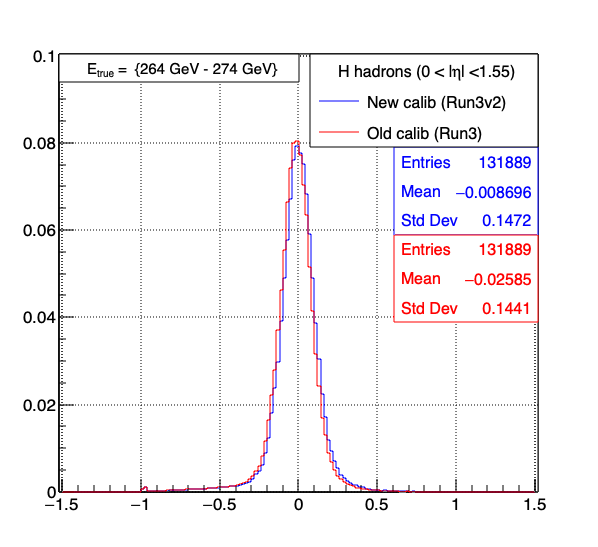 0.1
E_true = {264 GeV - 274 GeV}
H hadrons (0 < |η| <1.55)
New calib (Run3v2)
Old calib (Run3)
0.08
Entries 131889
Mean −0.008696
Std Dev 0.1472
0.06
Entries 131889
Mean −0.02585
Std Dev 0.1441
0.04
0.02
0
−1.5 −1 −0.5 0 0.5 1 1.5